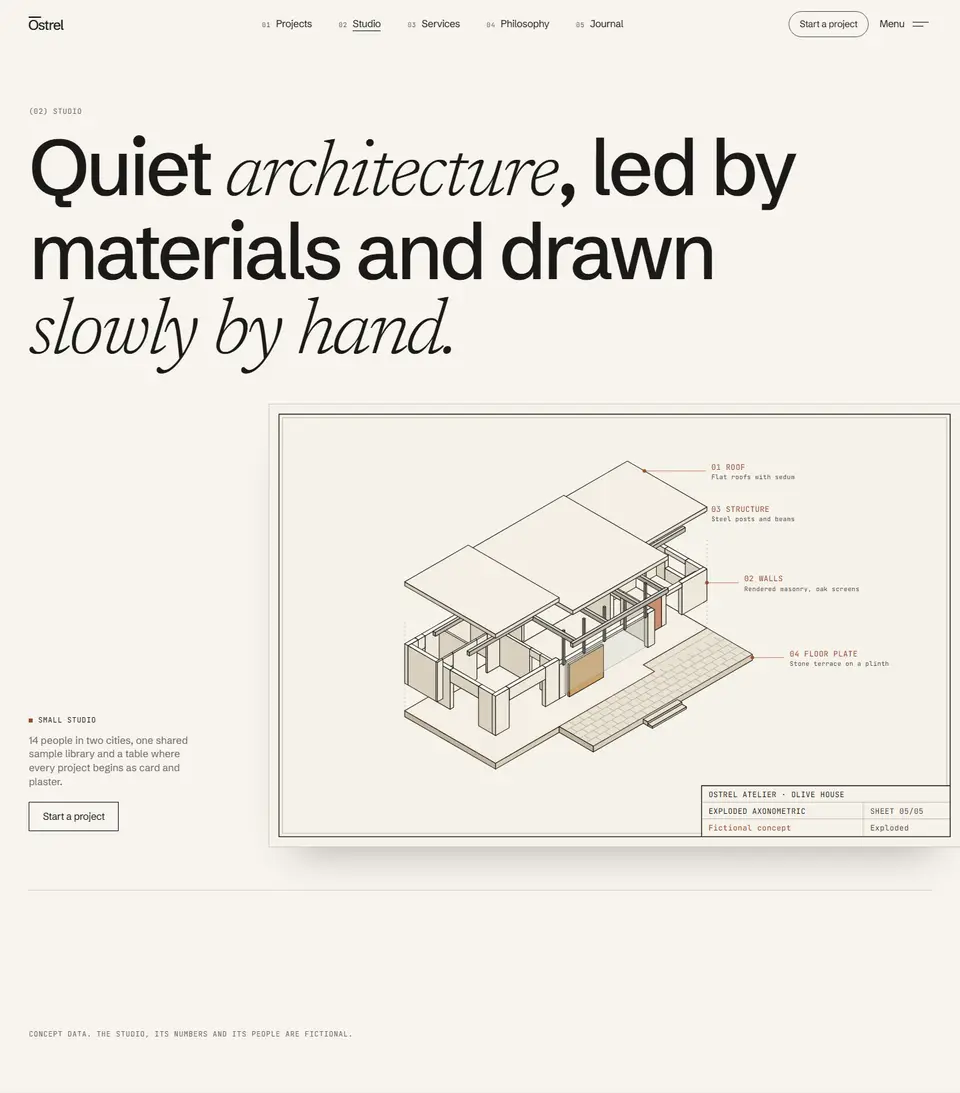 Ōstrel
01 Projects
02 Studio
03 Services
04 Philosophy
05 Journal
Start a project
Menu
(02) STUDIO
Quiet architecture, led by
materials and drawn
slowly by hand.
01 ROOF
Flat roofs with sedum
03 STRUCTURE
Steel posts and beams
02 WALLS
Rendered masonry, oak screens
04 FLOOR PLATE
Stone terrace on a plinth
SMALL STUDIO
14 people in two cities, one shared
sample library and a table where
every project begins as card and
plaster.
Start a project
OSTREL ATELIER · OLIVE HOUSE
EXPLODED AXONOMETRIC
SHEET 05/05
Fictional concept
Exploded
CONCEPT DATA. THE STUDIO, ITS NUMBERS AND ITS PEOPLE ARE FICTIONAL.